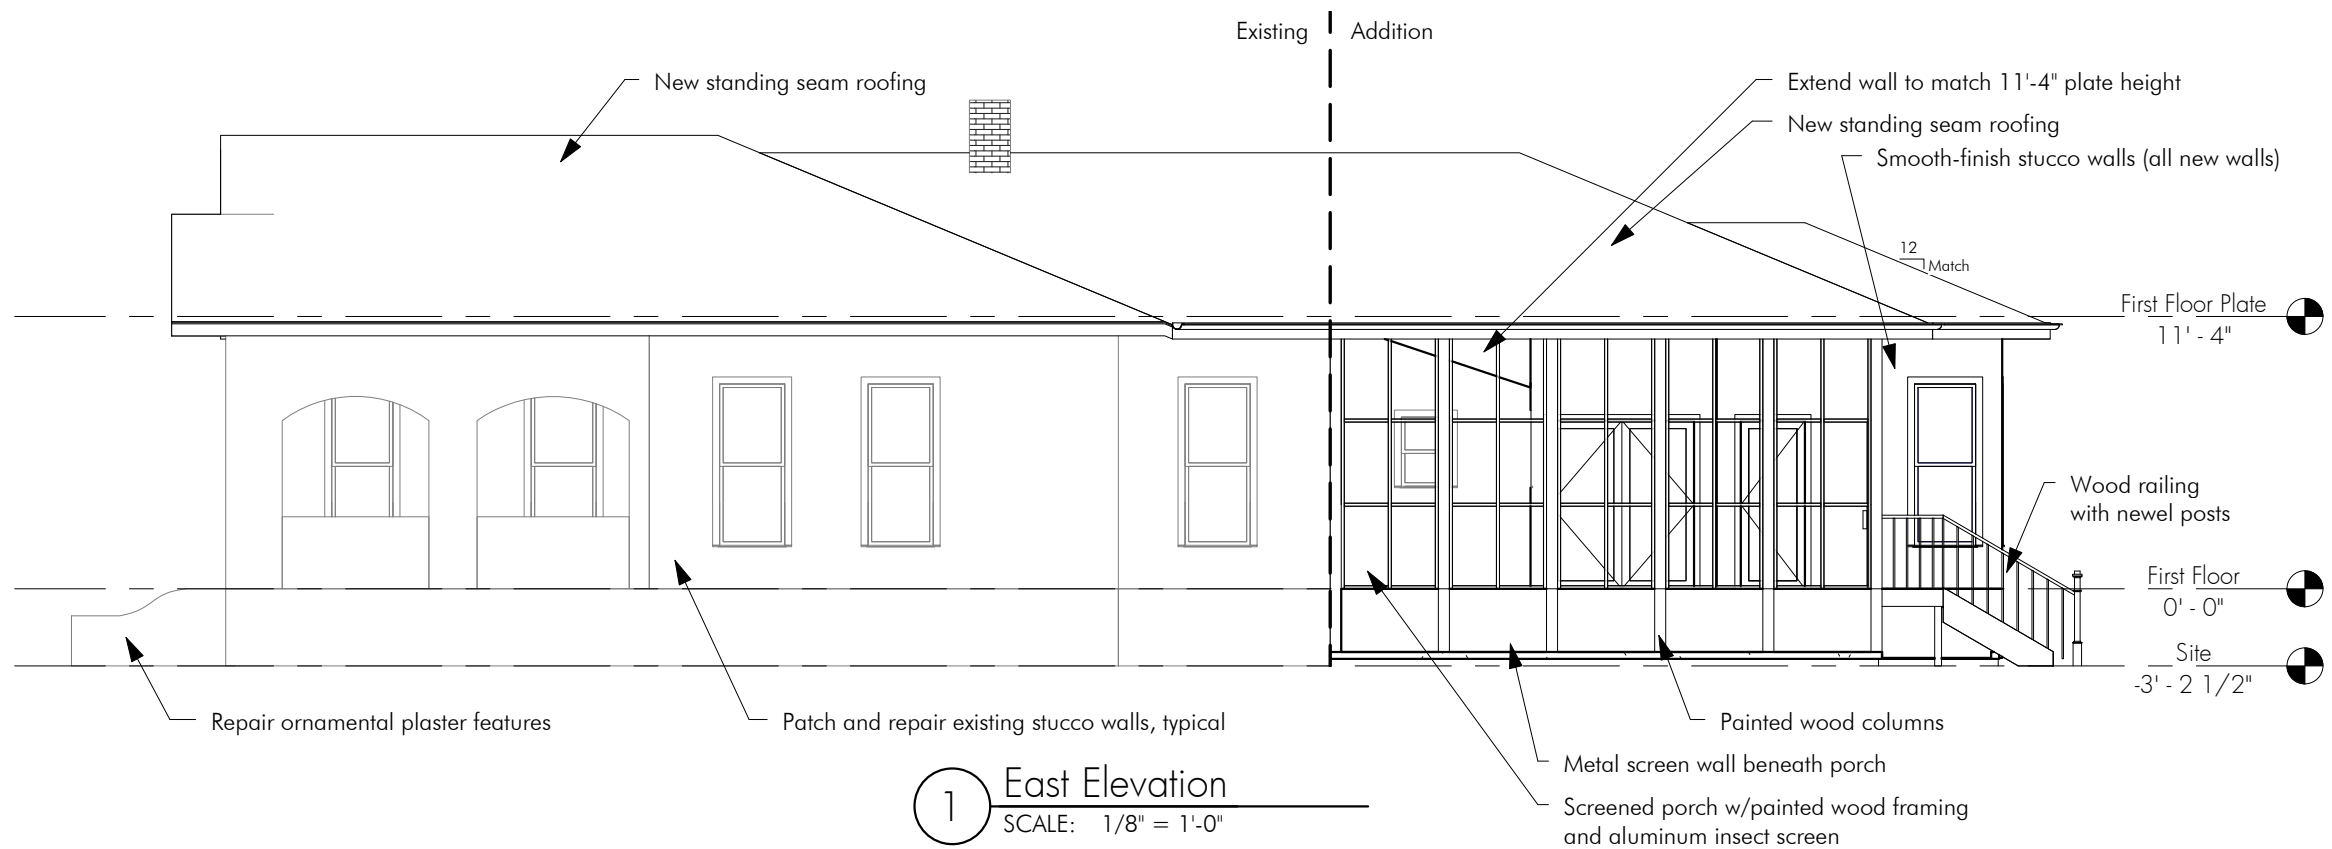 Existing
Addition
New standing seam roofing
Extend wall to match 11'-4" plate height
New standing seam roofing
Smooth-finish stucco walls (all new walls)
12
Match
First Floor Plate
11' - 4"
Wood railing
with newel posts
First Floor
0' - 0"
Site
-3' - 2 1/2"
Repair ornamental plaster features
Patch and repair existing stucco walls, typical
Painted wood columns
Metal screen wall beneath porch
Screened porch w/painted wood framing
and aluminum insect screen
1
East Elevation
SCALE: 1/8" = 1'-0"